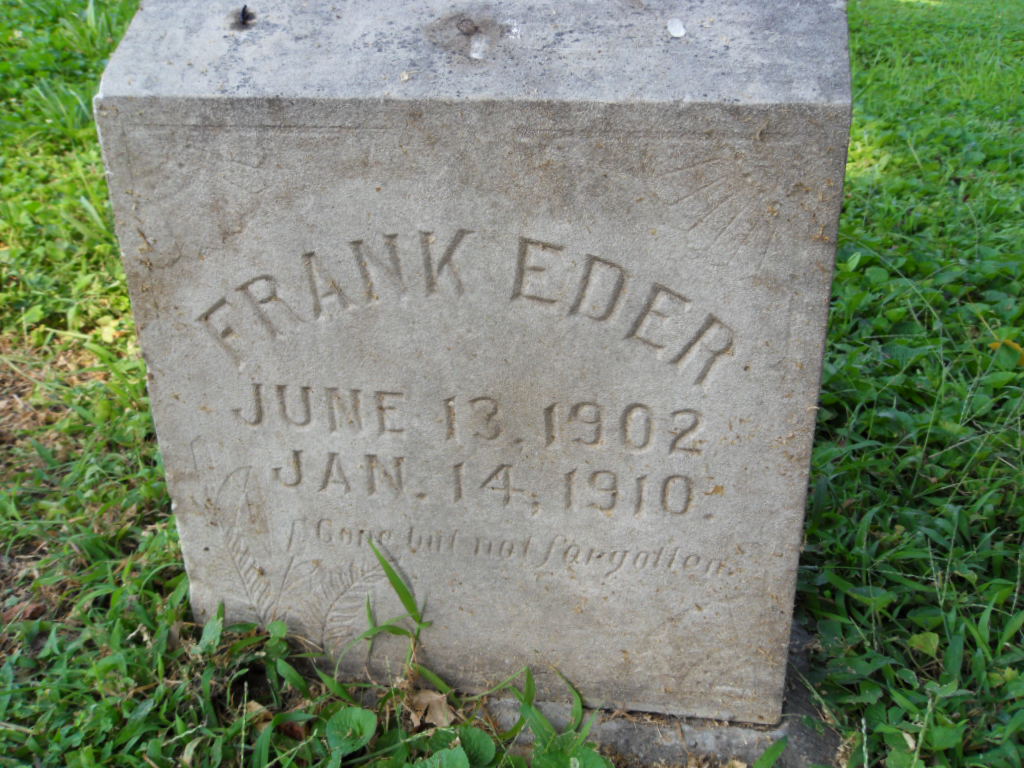 FRANK EDER
JUNE 13, 1902
JAN. 14, 1910.
Gone but not forgotten.